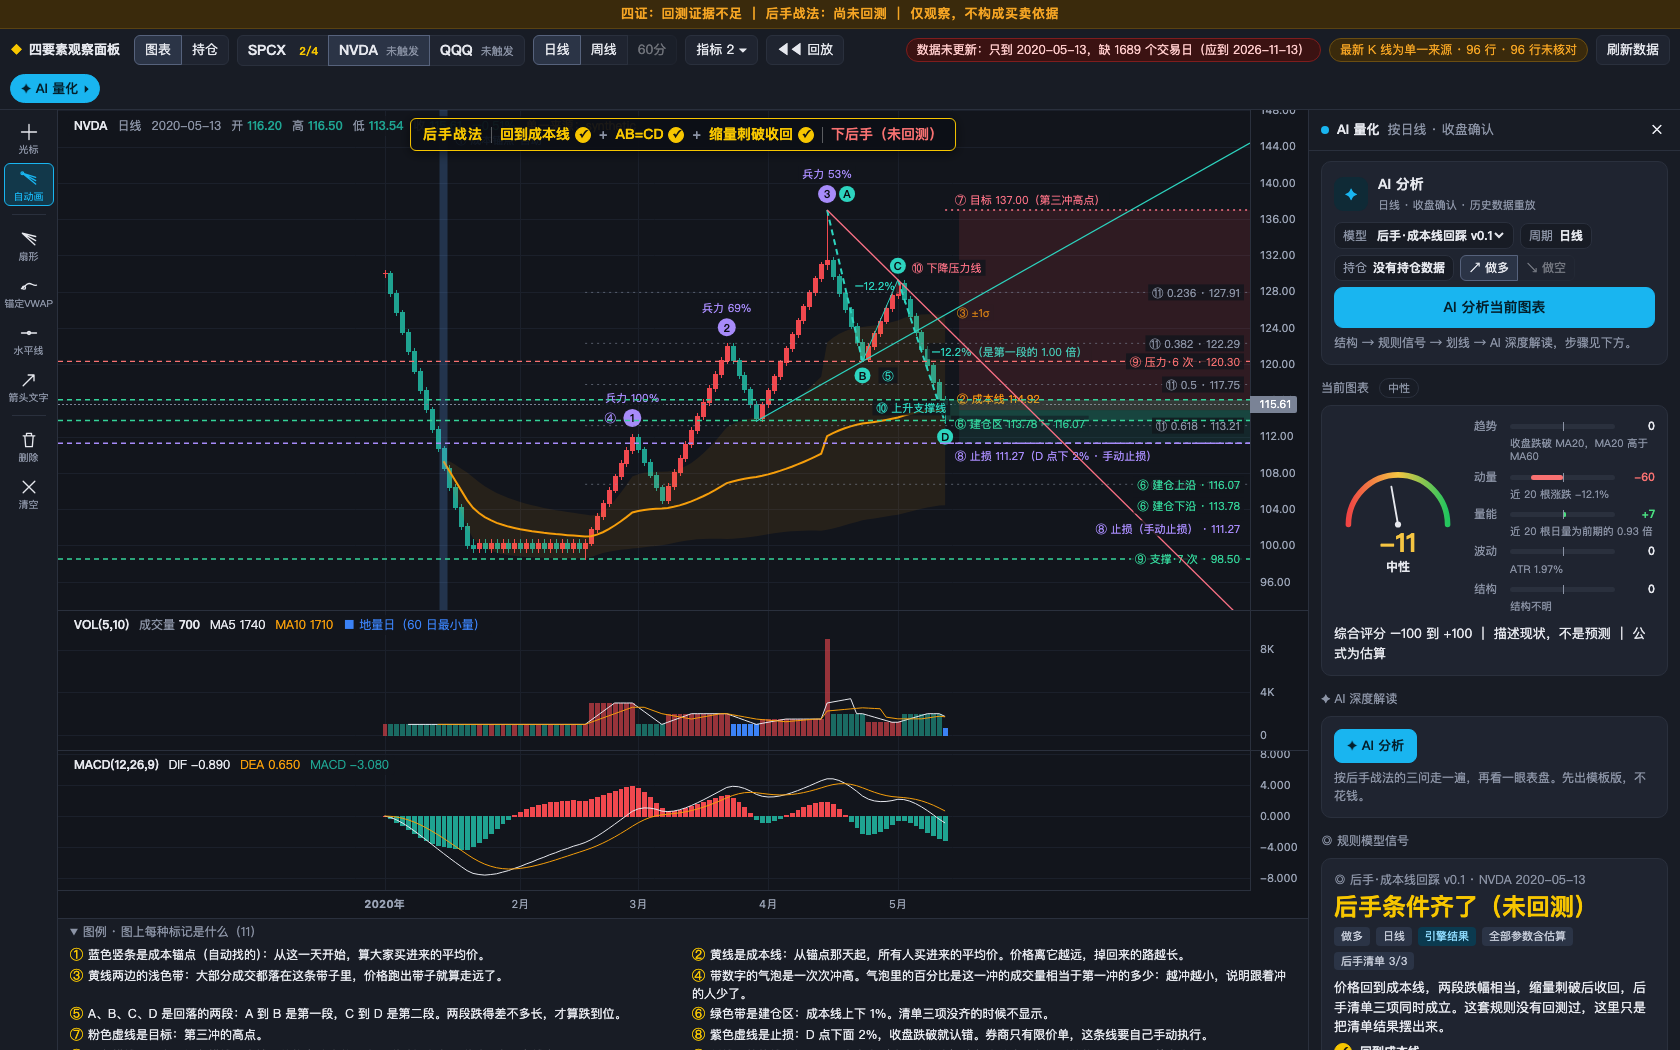 四证：回测证据不足 ｜ 后手战法：尚未回测 ｜ 仅观察，不构成买卖依据
四要素观察面板 图表 持仓 SPCX 2/4 NVDA 未触发 QQQ 未触发 日线 周线 60分 指标 2 回放 数据未更新：只到 2020-05-13，缺 1689 个交易日（应到 2026-11-13） 最新 K 线为单一来源 · 96 行 · 96 行未核对 刷新数据
AI 量化
光标
自动画
扇形
锚定VWAP
水平线
箭头文字
删除
清空
NVDA 日线 2020-05-13 开 116.20 高 116.50 低 113.54
后手战法 回到成本线 + AB=CD + 缩量刺破收回 下后手（未回测）
148.00
144.00
140.00
136.00
132.00
128.00
124.00
120.00
115.61
112.00
108.00
104.00
100.00
96.00
兵力 53%
3 A
⑦ 目标 137.00（第三冲高点）
C ⑩ 下降压力线
−12.2%
⑪ 0.236 · 127.91
兵力 69%
2
③ ±1σ
⑪ 0.382 · 122.29
−12.2%（是第一段的 1.00 倍）
⑨ 压力·6 次 · 120.30
B ⑤
⑪ 0.5 · 117.75
兵力 100%
④ 1
② 成本线 114.92
⑩ 上升支撑线
⑥ 建仓区 113.78 — 116.07
⑪ 0.618 · 113.21
D
⑧ 止损 111.27（D 点下 2% · 手动止损）
⑥ 建仓上沿 · 116.07
⑥ 建仓下沿 · 113.78
⑧ 止损（手动止损） · 111.27
⑨ 支撑·7 次 · 98.50
VOL(5,10) 成交量 700 MA5 1740 MA10 1710 地量日（60 日最小量）
8K
4K
0
MACD(12,26,9) DIF −0.890 DEA 0.650 MACD −3.080
8.000
4.000
0.000
−4.000
−8.000
2020年 2月 3月 4月 5月
▼ 图例 · 图上每种标记是什么（11）
① 蓝色竖条是成本锚点（自动找的）：从这一天开始，算大家买进来的平均价。
② 黄线是成本线：从锚点那天起，所有人买进来的平均价。价格离它越远，掉回来的路越长。
③ 黄线两边的浅色带：大部分成交都落在这条带子里，价格跑出带子就算走远了。
④ 带数字的气泡是一次次冲高。气泡里的百分比是这一冲的成交量相当于第一冲的多少：越冲越小，说明跟着冲
的人少了。
⑤ A、B、C、D 是回落的两段：A 到 B 是第一段，C 到 D 是第二段。两段跌得差不多长，才算跌到位。
⑥ 绿色带是建仓区：成本线上下 1%。清单三项没齐的时候不显示。
⑦ 粉色虚线是目标：第三冲的高点。
⑧ 紫色虚线是止损：D 点下面 2%，收盘跌破就认错。券商只有限价单，这条线要自己手动执行。
AI 量化 按日线 · 收盘确认
AI 分析
日线 · 收盘确认 · 历史数据重放
模型 后手·成本线回踩 v0.1 周期 日线
持仓 没有持仓数据 ↗ 做多 ↘ 做空
AI 分析当前图表
结构 → 规则信号 → 划线 → AI 深度解读，步骤见下方。
当前图表 中性
−11
中性
趋势 0
收盘跌破 MA20，MA20 高于
MA60
动量 −60
近 20 根涨跌 −12.1%
量能 +7
近 20 根日量为前期的 0.93 倍
波动 0
ATR 1.97%
结构 0
结构不明
综合评分 −100 到 +100 ｜ 描述现状，不是预测 ｜ 公
式为估算
AI 深度解读
AI 分析
按后手战法的三问走一遍，再看一眼表盘。先出模板版，不
花钱。
◎ 规则模型信号
◎ 后手·成本线回踩 v0.1 · NVDA 2020-05-13
后手条件齐了（未回测）
做多 日线 引擎结果 全部参数含估算
后手清单 3/3
价格回到成本线，两段跌幅相当，缩量刺破后收回，后
手清单三项同时成立。这套规则没有回测过，这里只是
把清单结果摆出来。
回到成本线